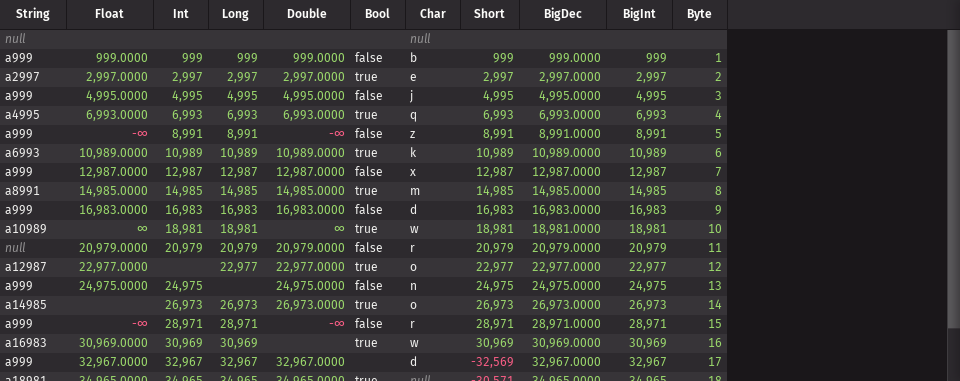 String Float Int Long Double Bool Char Short BigDec BigInt Byte
null null
a999 999.0000 999 999 999.0000 false b 999 999.0000 999 1
a2997 2,997.0000 2,997 2,997 2,997.0000 true e 2,997 2,997.0000 2,997 2
a999 4,995.0000 4,995 4,995 4,995.0000 false j 4,995 4,995.0000 4,995 3
a4995 6,993.0000 6,993 6,993 6,993.0000 true q 6,993 6,993.0000 6,993 4
a999 -∞ 8,991 8,991 -∞ false z 8,991 8,991.0000 8,991 5
a6993 10,989.0000 10,989 10,989 10,989.0000 true k 10,989 10,989.0000 10,989 6
a999 12,987.0000 12,987 12,987 12,987.0000 false x 12,987 12,987.0000 12,987 7
a8991 14,985.0000 14,985 14,985 14,985.0000 true m 14,985 14,985.0000 14,985 8
a999 16,983.0000 16,983 16,983 16,983.0000 false d 16,983 16,983.0000 16,983 9
a10989 ∞ 18,981 18,981 ∞ true w 18,981 18,981.0000 18,981 10
null 20,979.0000 20,979 20,979 20,979.0000 false r 20,979 20,979.0000 20,979 11
a12987 22,977.0000 22,977 22,977.0000 true o 22,977 22,977.0000 22,977 12
a999 24,975.0000 24,975 24,975.0000 false n 24,975 24,975.0000 24,975 13
a14985 26,973 26,973 26,973.0000 true o 26,973 26,973.0000 26,973 14
a999 -∞ 28,971 28,971 -∞ false r 28,971 28,971.0000 28,971 15
a16983 30,969.0000 30,969 30,969 true w 30,969 30,969.0000 30,969 16
a999 32,967.0000 32,967 32,967 32,967.0000 d -32,569 32,967.0000 32,967 17
a18981 34,965.0000 34,965 34,965 34,965.0000 true null -30,571 34,965.0000 34,965 18